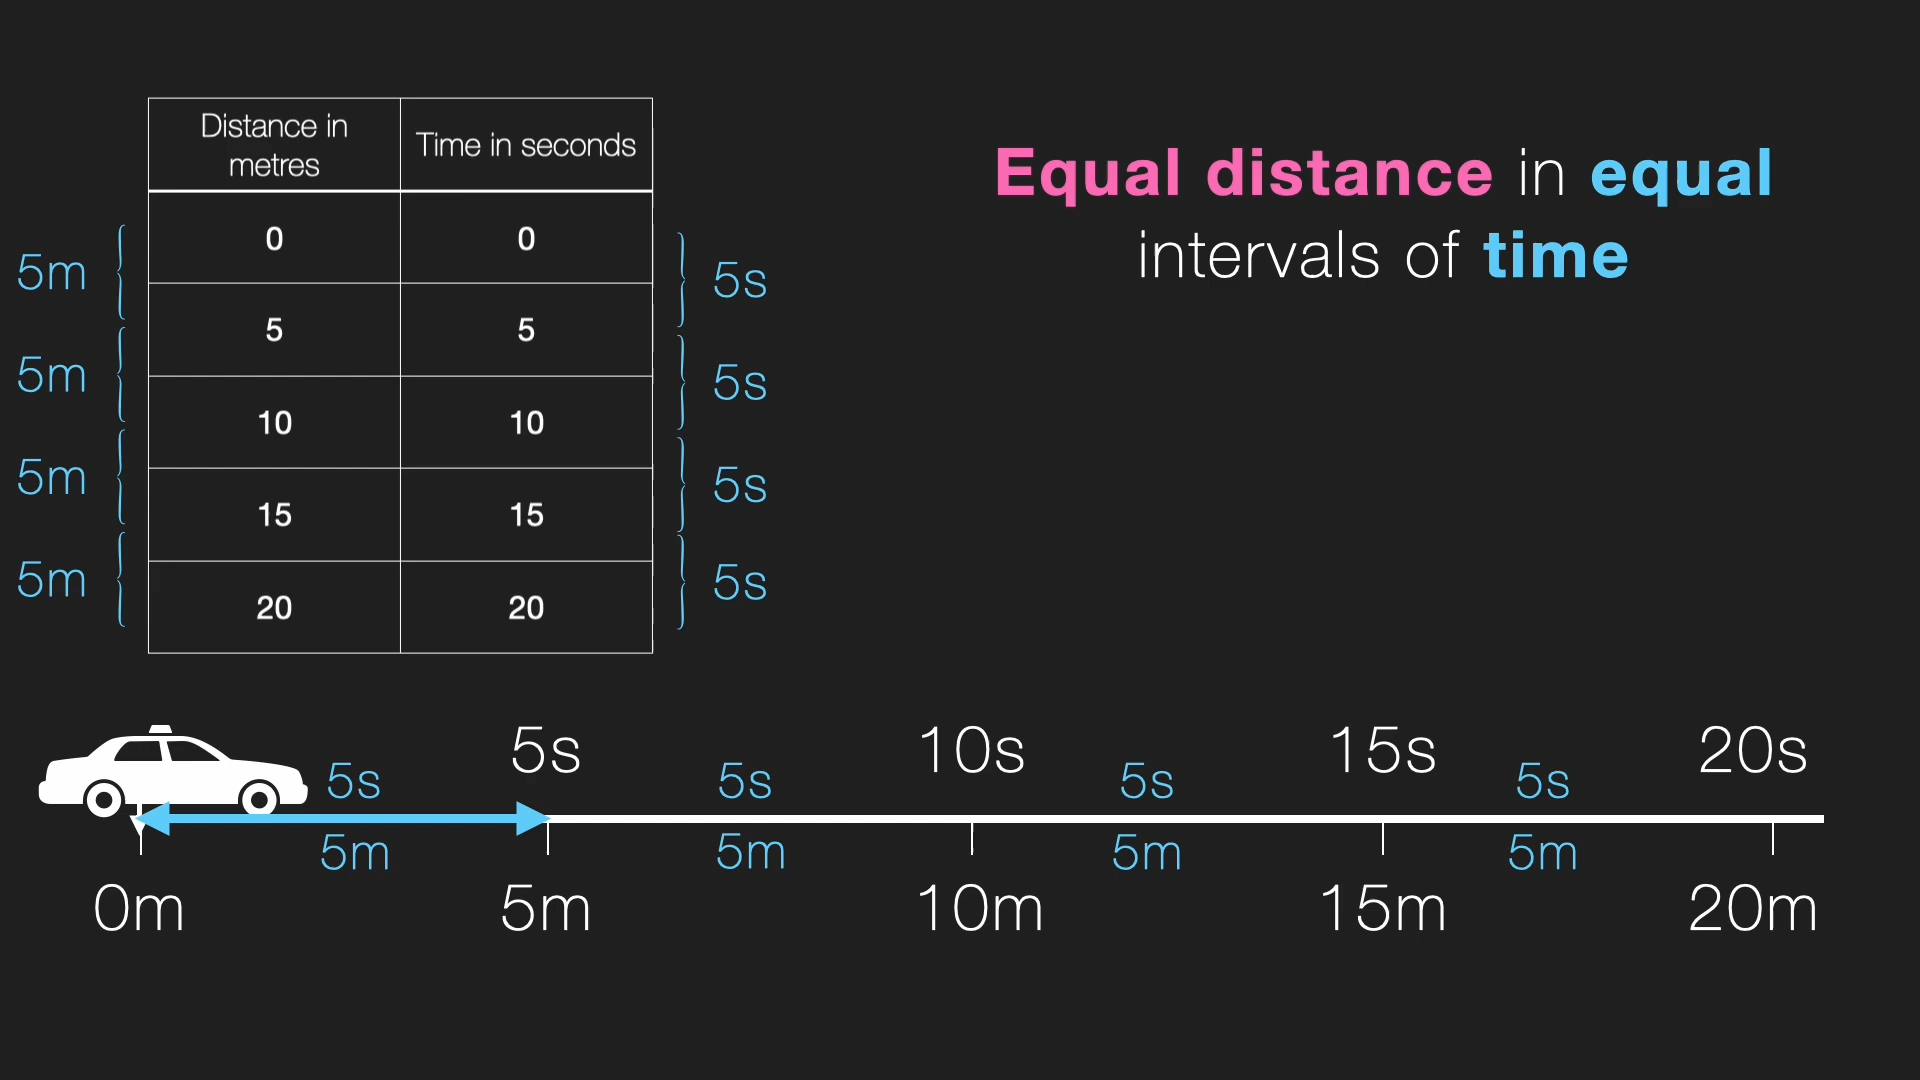 Distance in
metres
Time in seconds
Equal distance in equal
intervals of time
0 0
5m 5s
5 5
5m 5s
10 10
5m 5s
15 15
5m 5s
20 20
5s 10s 15s 20s
5s 5s 5s 5s
5m 5m 5m 5m
0m 5m 10m 15m 20m